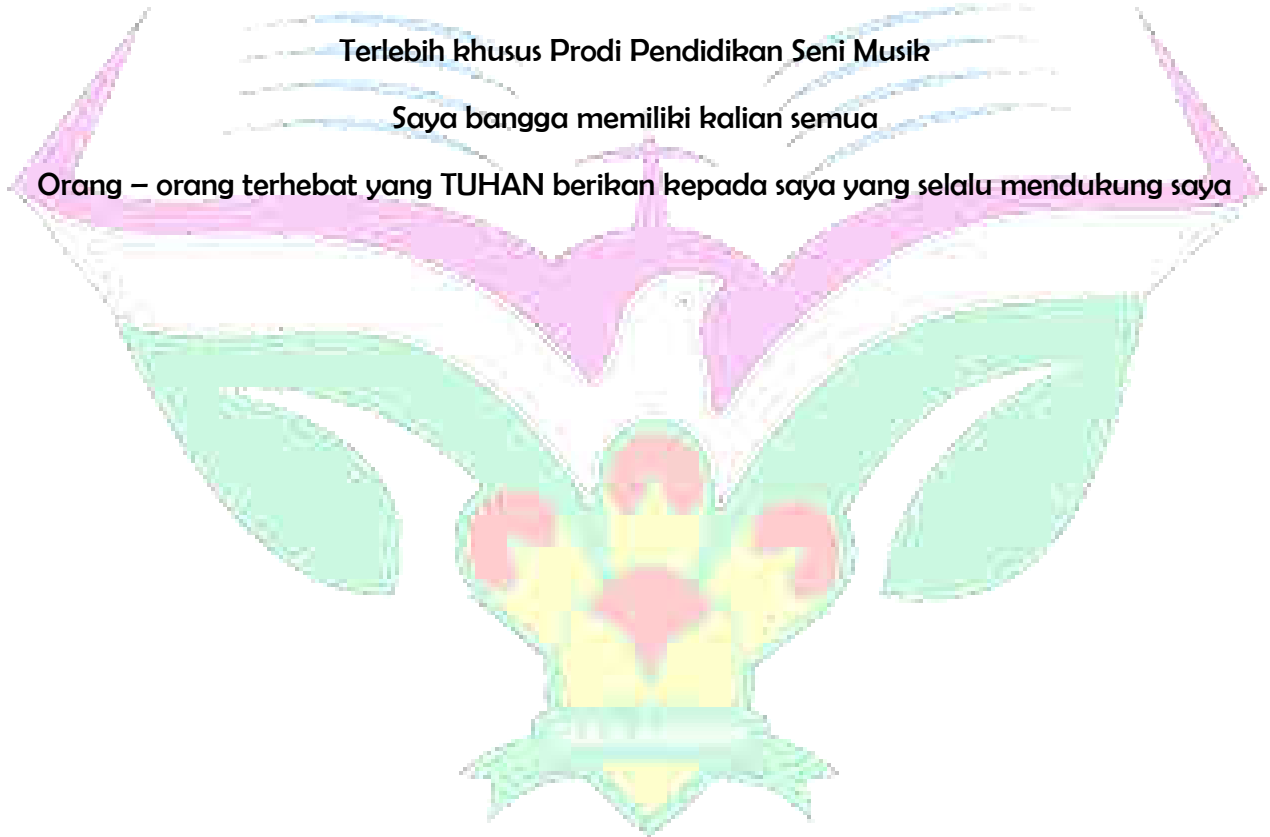 Terlebih khusus Prodi Pendidikan Seni Musik
Saya bangga memiliki kalian semua
Orang – orang terhebat yang TUHAN berikan kepada saya yang selalu mendukung saya